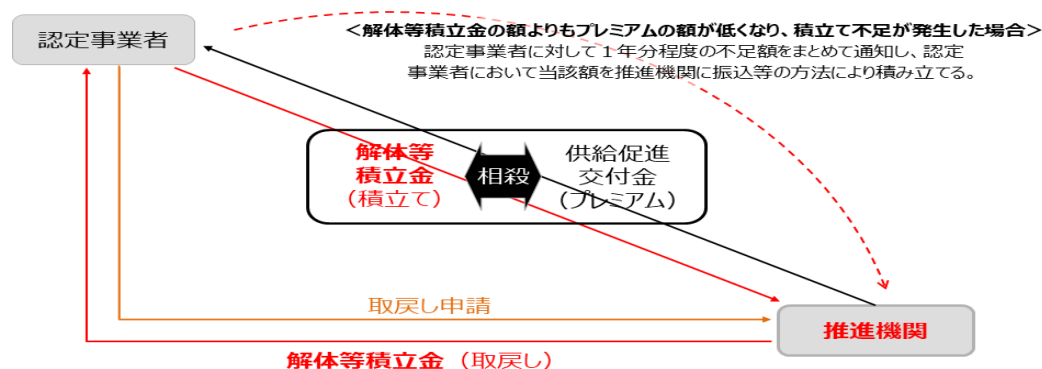 認定事業者
<解体等積立金の額よりもプレミアムの額が低くなり、積立て不足が発生した場合>
認定事業者に対して1年分程度の不足額をまとめて通知し、認定
事業者において当該額を推進機関に振込等の方法により積み立てる。
解体等
積立金
(積立て)
相殺
供給促進
交付金
(プレミアム)
取戻し申請
推進機関
解体等積立金(取戻し)